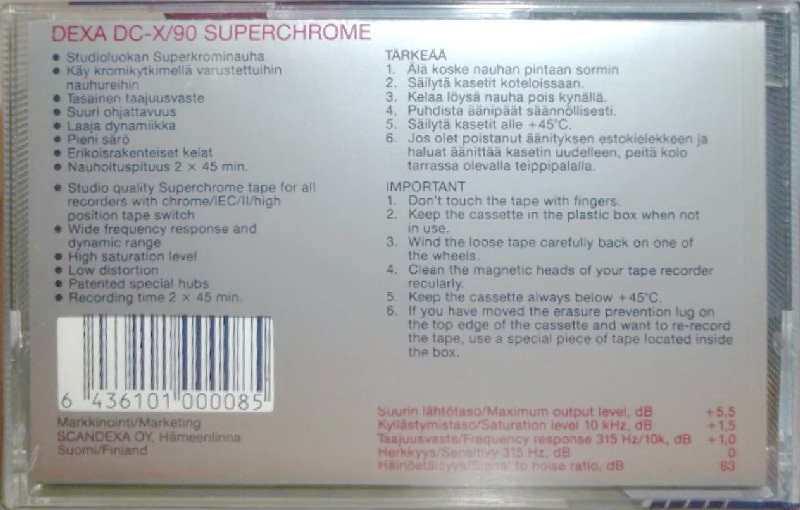 DEXA DC-X/90 SUPERCHROME
• Studioluokan Superkrominauha
• Käy kromikytkimellä varustettuihin
nauhureihin
• Tasainen taajuusvaste
• Suuri ohjattavuus
• Laaja dynamiikka
• Pieni särö
• Erikoisrakenteiset kelat
• Nauhoituspituus 2 × 45 min.
• Studio quality Superchrome tape for all
recorders with chrome/IEC/II/high
position tape switch
• Wide frequency response and
dynamic range
• High saturation level
• Low distortion
• Patented special hubs
• Recording time 2 × 45 min.
6 436101 000085
Markkinointi/Marketing
SCANDEXA OY, Hämeenlinna
Suomi/Finland
TÄRKEÄÄ
1. Älä koske nauhan pintaan sormin
2. Säilytä kasetit koteloissaan.
3. Kelaa löysä nauha pois kynällä.
4. Puhdista äänipäät säännöllisesti.
5. Säilytä kasetit alle +45°C.
6. Jos olet poistanut äänityksen estokielekkeen ja
haluat äänittää kasetin uudelleen, peitä kolo
tarrassa olevalla teippipalalla.
IMPORTANT
1. Don't touch the tape with fingers.
2. Keep the cassette in the plastic box when not
in use.
3. Wind the loose tape carefully back on one of
the wheels.
4. Clean the magnetic heads of your tape recorder
recularly.
5. Keep the cassette always below +45°C.
6. If you have moved the erasure prevention lug on
the top edge of the cassette and want to re-record
the tape, use a special piece of tape located inside
the box.
Suurin lähtötaso/Maximum output level, dB +5,5
Kyllästymistaso/Saturation level 10 kHz, dB +1,5
Taajuusvaste/Frequency response 315 Hz/10k, dB +1,0
Herkkyys/Sensitivy 315 Hz, dB 0
Häiriöetäisyys/Signal to noise ratio, dB 63